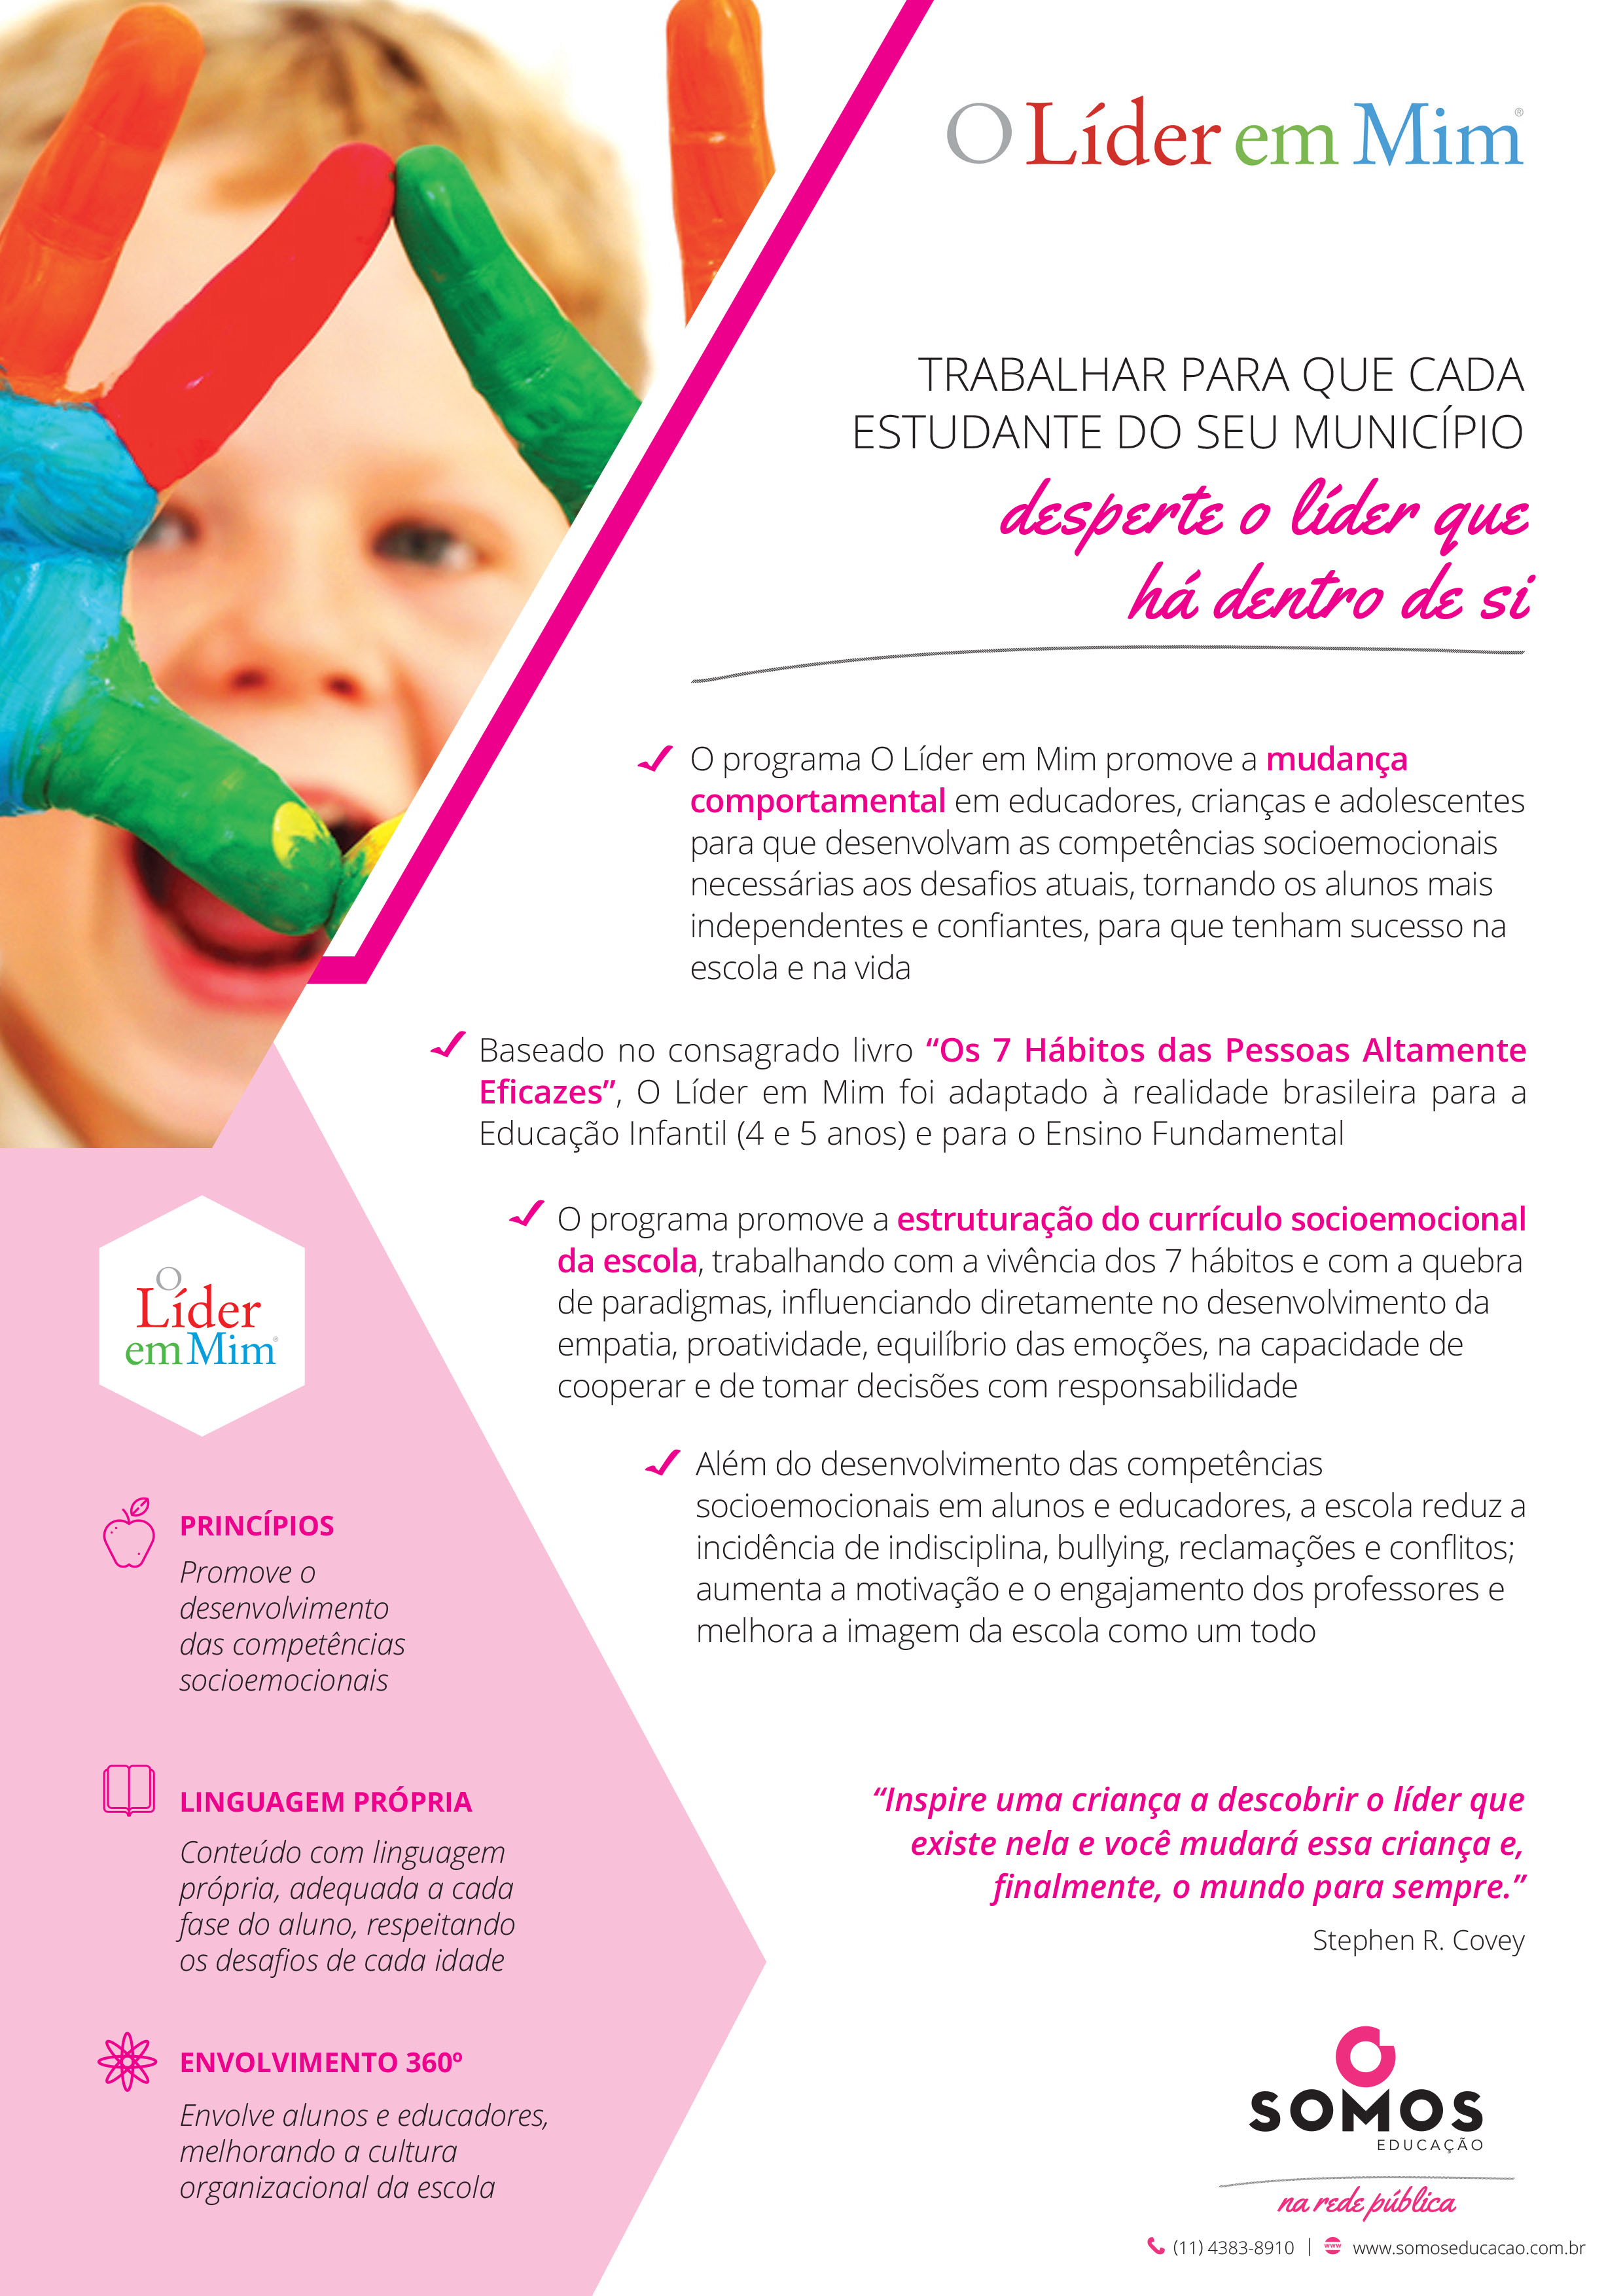 O Líder em Mim®
TRABALHAR PARA QUE CADA
ESTUDANTE DO SEU MUNICÍPIO
desperte o líder que
há dentro de si
O programa O Líder em Mim promove a mudança
comportamental em educadores, crianças e adolescentes
para que desenvolvam as competências socioemocionais
necessárias aos desafios atuais, tornando os alunos mais
independentes e confiantes, para que tenham sucesso na
escola e na vida
Baseado no consagrado livro “Os 7 Hábitos das Pessoas Altamente
Eficazes”, O Líder em Mim foi adaptado à realidade brasileira para a
Educação Infantil (4 e 5 anos) e para o Ensino Fundamental
O programa promove a estruturação do currículo socioemocional
da escola, trabalhando com a vivência dos 7 hábitos e com a quebra
de paradigmas, influenciando diretamente no desenvolvimento da
empatia, proatividade, equilíbrio das emoções, na capacidade de
cooperar e de tomar decisões com responsabilidade
Além do desenvolvimento das competências
socioemocionais em alunos e educadores, a escola reduz a
incidência de indisciplina, bullying, reclamações e conflitos;
aumenta a motivação e o engajamento dos professores e
melhora a imagem da escola como um todo
O
Líder
em Mim®
PRINCÍPIOS
Promove o
desenvolvimento
das competências
socioemocionais
LINGUAGEM PRÓPRIA
Conteúdo com linguagem
própria, adequada a cada
fase do aluno, respeitando
os desafios de cada idade
ENVOLVIMENTO 360º
Envolve alunos e educadores,
melhorando a cultura
organizacional da escola
“Inspire uma criança a descobrir o líder que
existe nela e você mudará essa criança e,
finalmente, o mundo para sempre.”
Stephen R. Covey
SOMOS
EDUCAÇÃO
na rede pública
(11) 4383-8910 | www www.somoseducacao.com.br